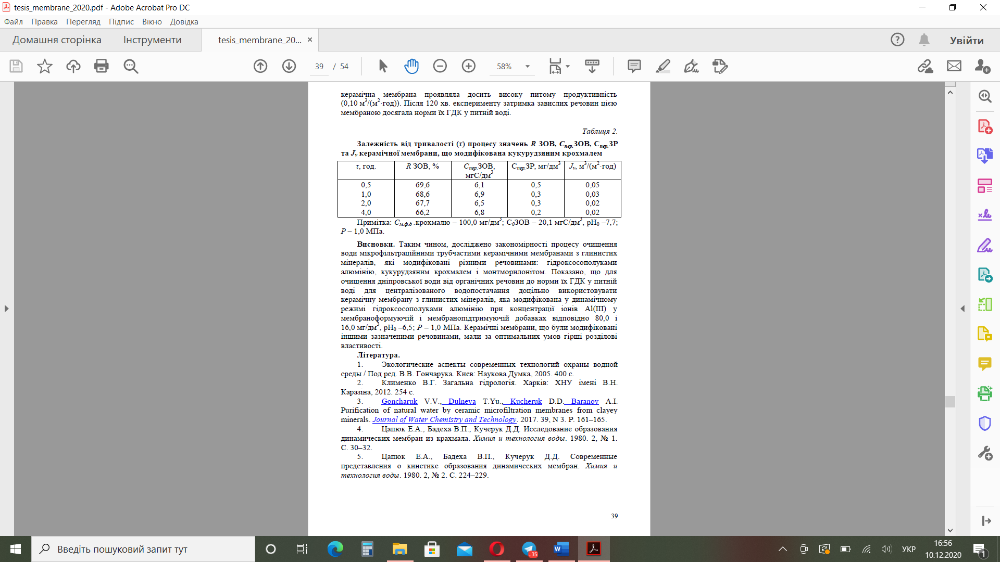 tesis_membrane_2020.pdf - Adobe Acrobat Pro DC
Файл Правка Перегляд Підпис Вікно Довідка
Домашня сторінка Інструменти tesis_membrane_20... × Увійти
39 / 54 58%
керамічна мембрана проявляла досить високу питому продуктивність
(0,10 м³/(м²·год)). Після 120 хв. експерименту затримка завислих речовин цією
мембраною досягала норми їх ГДК у питній воді.
Таблиця 2.
Залежність від тривалості (τ) процесу значень R ЗОВ, Спер.ЗОВ, Спер.ЗР
та Jv керамічної мембрани, що модифікована кукурудзяним крохмалем
τ, год. R ЗОВ, % Спер.ЗОВ, мгС/дм³ Спер.ЗР, мг/дм³ Jv, м³/(м²·год)
0,5 69,6 6,1 0,5 0,05
1,0 68,6 6,9 0,3 0,03
2,0 67,7 6,5 0,3 0,02
4,0 66,2 6,8 0,2 0,02
Примітка: См.ф.д.крохмалю – 100,0 мг/дм³; С0ЗОВ – 20,1 мгС/дм³, рН0 –7,7;
Р – 1,0 МПа.
Висновки. Таким чином, досліджено закономірності процесу очищення
води мікрофільтраційними трубчастими керамічними мембранами з глинистих
мінералів, які модифіковані різними речовинами: гідроксосополуками
алюмінію, кукурудзяним крохмалем і монтморилонітом. Показано, що для
очищення дніпровської води від органічних речовин до норми їх ГДК у питній
воді для централізованого водопостачання доцільно використовувати
керамічну мембрану з глинистих мінералів, яка модифікована у динамічному
режимі гідроксосополуками алюмінію при концентрації іонів Al(III) у
мембраноформуючій і мембранопідтримуючій добавках відповідно 80,0 і
16,0 мг/дм³, рН0 –6,5; Р – 1,0 МПа. Керамічні мембрани, що були модифіковані
іншими зазначеними речовинами, мали за оптимальних умов гірші розділові
властивості.
Література.
1. Экологические аспекты современных технологий охраны водной
среды / Под ред. В.В. Гончарука. Киев: Наукова Думка, 2005. 400 с.
2. Клименко В.Г. Загальна гідрологія. Харків: ХНУ імені В.Н.
Каразіна, 2012. 254 с.
3. Goncharuk V.V., Dulneva T.Yu., Kucheruk D.D. Baranov A.I.
Purification of natural water by ceramic microfiltration membranes from clayey
minerals. Journal of Water Chemistry and Technology. 2017. 39, N 3. P. 161–165.
4. Цапюк Е.А., Бадеха В.П., Кучерук Д.Д. Исследование образования
динамических мембран из крахмала. Химия и технология воды. 1980. 2, № 1.
С. 30–32.
5. Цапюк Е.А., Бадеха В.П., Кучерук Д.Д. Современные
представления о кинетике образования динамических мембран. Химия и
технология воды. 1980. 2, № 2. С. 224–229.
39
Введіть пошуковий запит тут
..35
УКР
16:56
10.12.2020
1